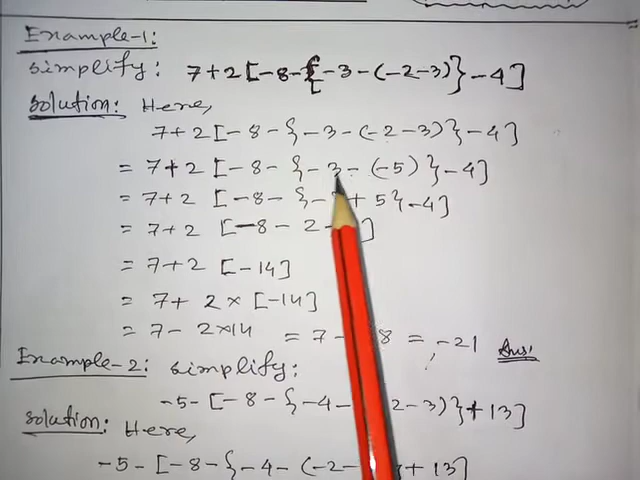 Example-1:
Simplify: 7+2[-8-{-3-(-2-3)}-4]
Solution: Here,
7+2[-8-{-3-(-2-3)}-4]
= 7+2[-8-{-3-(-5)}-4]
= 7+2[-8-{- + 5}-4]
= 7+2 [-8-2- ]
= 7+2 [-14]
= 7+ 2×[-14]
= 7- 2×14 = 7- 8 = -21 Ans:
Example-2: Simplify:
-5-[-8-{-4- 2-3)}+13]
Solution: Here,
-5-[-8-{-4-(-2- +13]